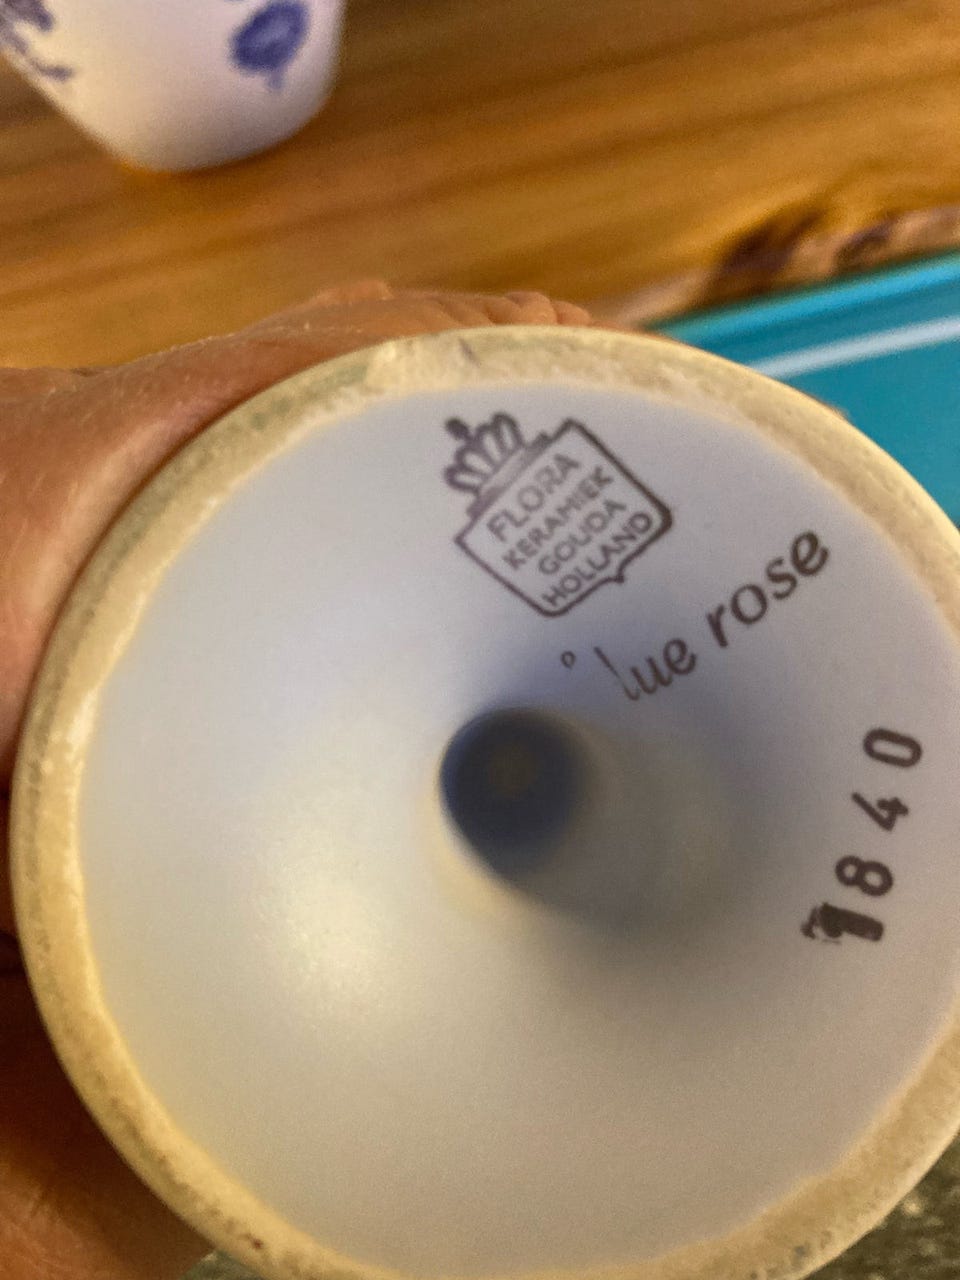 FLORA
KERAMIEK
GOUDA
HOLLAND
lue rose
1840